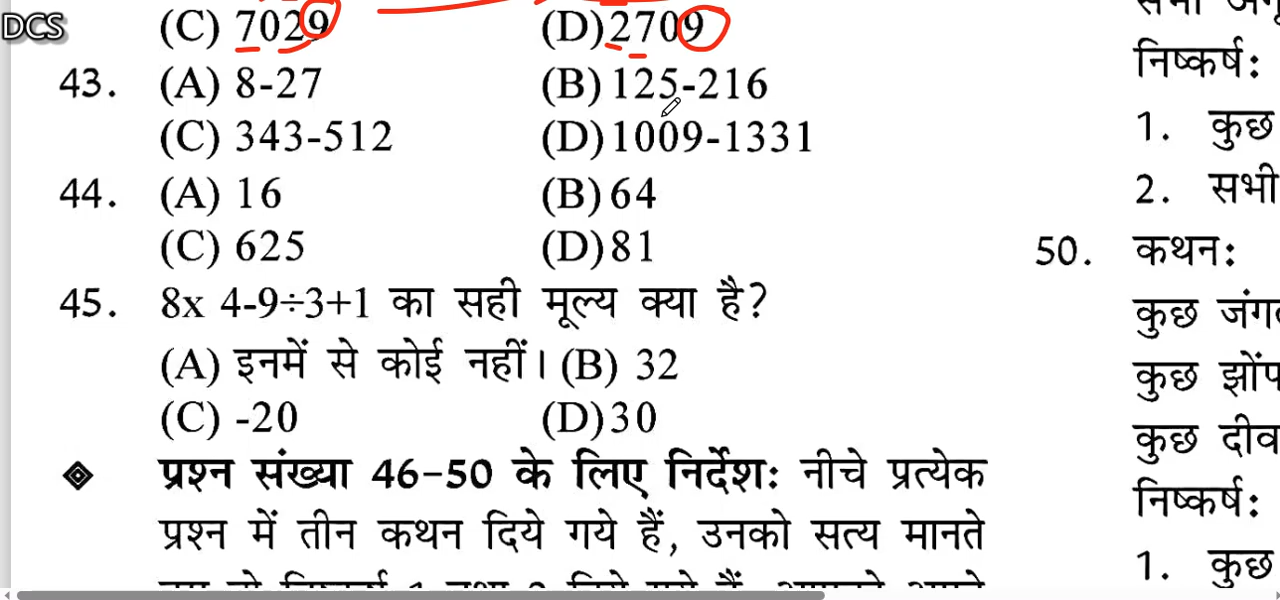 DCS
(C) 7029 (D) 2709
43. (A) 8-27 (B) 125-216
(C) 343-512 (D) 1009-1331
44. (A) 16 (B) 64
(C) 625 (D) 81
45. 8x 4-9÷3+1 का सही मूल्य क्या है?
(A) इनमें से कोई नहीं। (B) 32
(C) -20 (D) 30
प्रश्न संख्या 46-50 के लिए निर्देश: नीचे प्रत्येक
प्रश्न में तीन कथन दिये गये हैं, उनको सत्य मानते
निष्कर्ष:
1. कुछ
2. सभी
50. कथन:
कुछ
कुछ
कुछ
निष्कर्ष:
1. कुछ